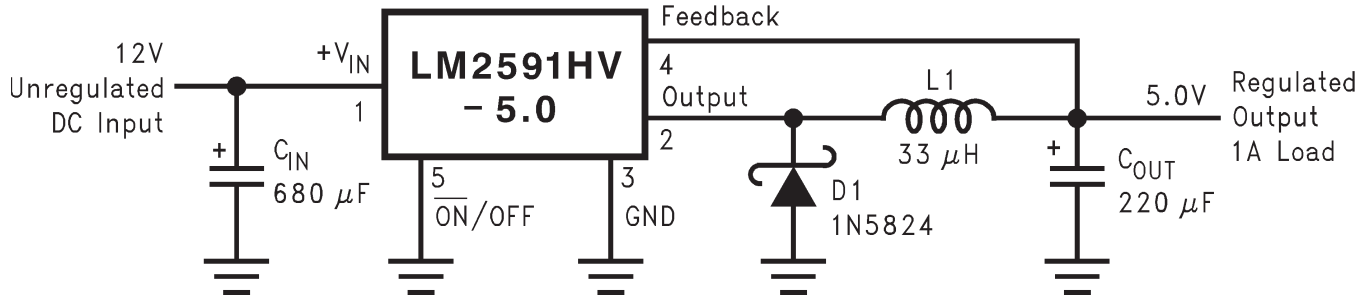 12V
Unregulated
DC Input
+VIN
1
+
CIN
680 μF
LM2591HV
- 5.0
Feedback
4
Output
2
5
ON/OFF
3
GND
D1
1N5824
L1
33 μH
+
COUT
220 μF
5.0V
Regulated
Output
1A Load